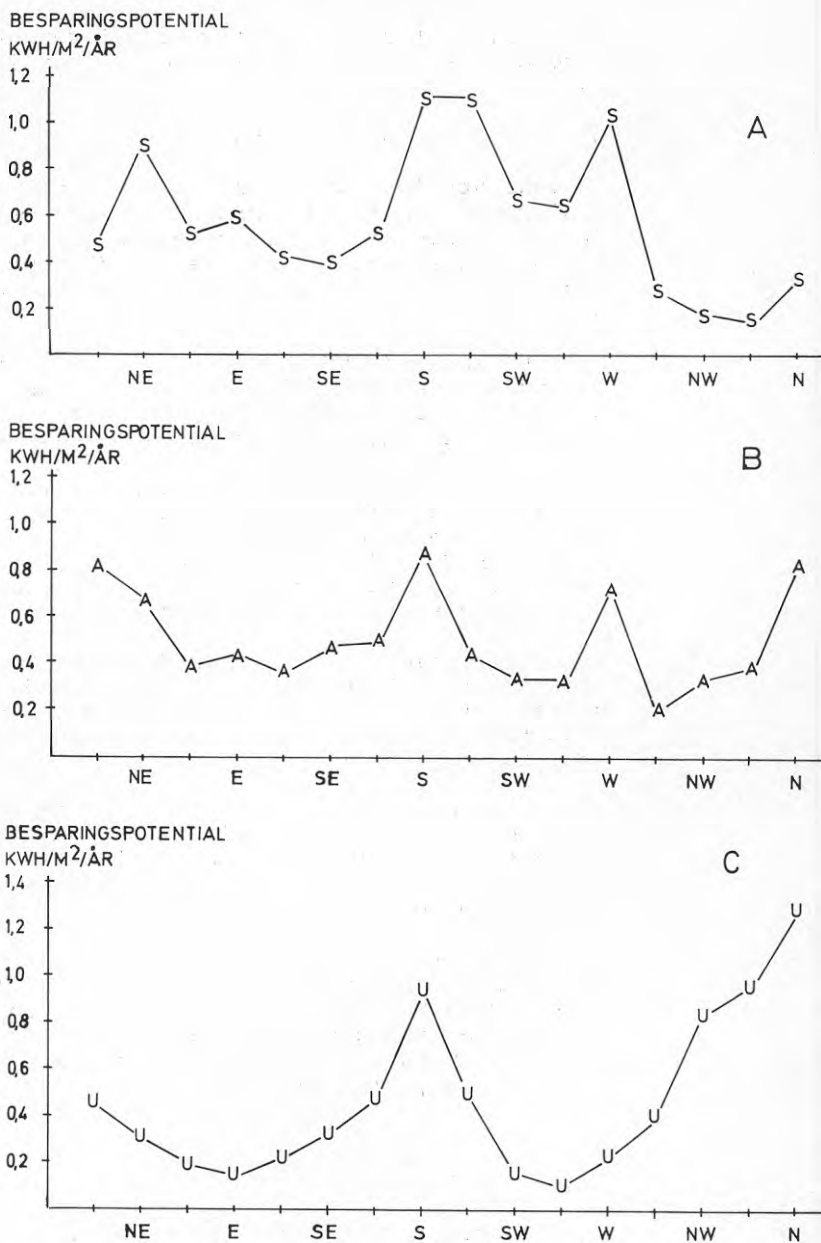 BESPARINGSPOTENTIAL
KWH/M²/ÅR
1,2
1,0
0,8
0,6
0,4
0,2
A
S S S S S S S S S S S S S S S S
NE E SE S SW W NW N
BESPARINGSPOTENTIAL
KWH/M²/ÅR
1,2
1,0
0,8
0,6
0,4
0,2
B
A A A A A A A A A A A A A A A A
NE E SE S SW W NW N
BESPARINGSPOTENTIAL
KWH/M²/ÅR
1,4
1,2
1,0
0,8
0,6
0,4
0,2
C
U U U U U U U U U U U U U U U U
NE E SE S SW W NW N